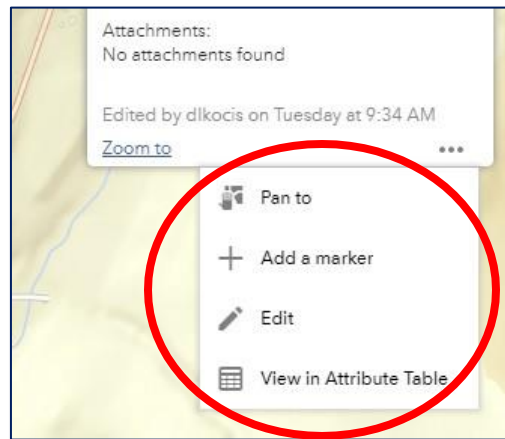 Attachments:
No attachments found
Edited by dlkocis on Tuesday at 9:34 AM
Zoom to
Pan to
Add a marker
Edit
View in Attribute Table